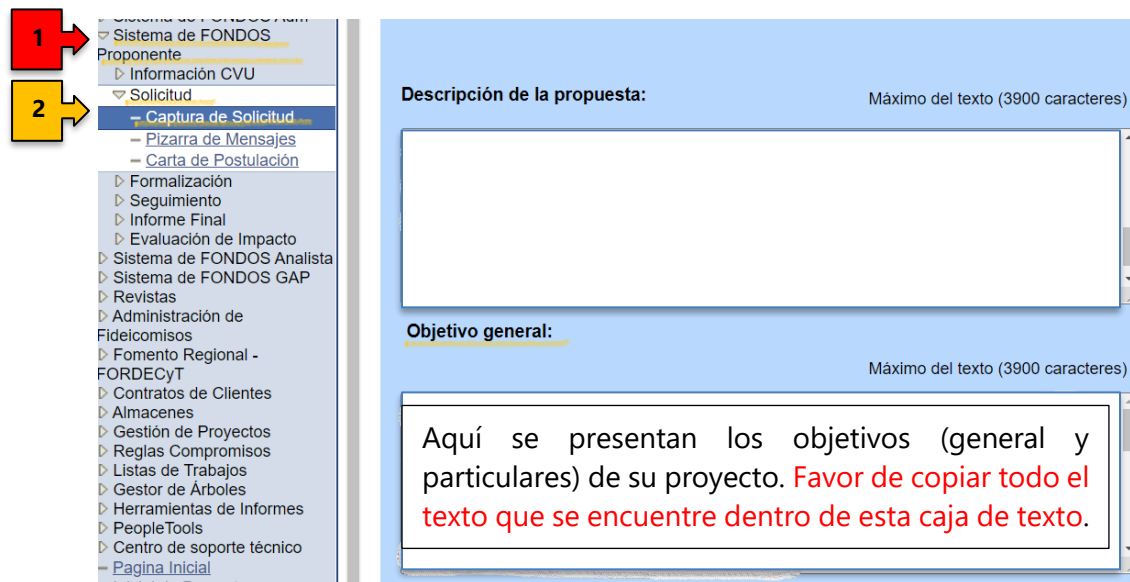 Sistema de FONDOS Adm
1
Sistema de FONDOS
Proponente
Información CVU
2
Solicitud
Captura de Solicitud
Pizarra de Mensajes
Carta de Postulación
Formalización
Seguimiento
Informe Final
Evaluación de Impacto
Sistema de FONDOS Analista
Sistema de FONDOS GAP
Revistas
Administración de
Fideicomisos
Fomento Regional -
FORDECyT
Contratos de Clientes
Almacenes
Gestión de Proyectos
Reglas Compromisos
Listas de Trabajos
Gestor de Árboles
Herramientas de Informes
PeopleTools
Centro de soporte técnico
Pagina Inicial
Descripción de la propuesta:
Máximo del texto (3900 caracteres)
Objetivo general:
Máximo del texto (3900 caracteres)
Aquí se presentan los objetivos (general y
particulares) de su proyecto. Favor de copiar todo el
texto que se encuentre dentro de esta caja de texto.